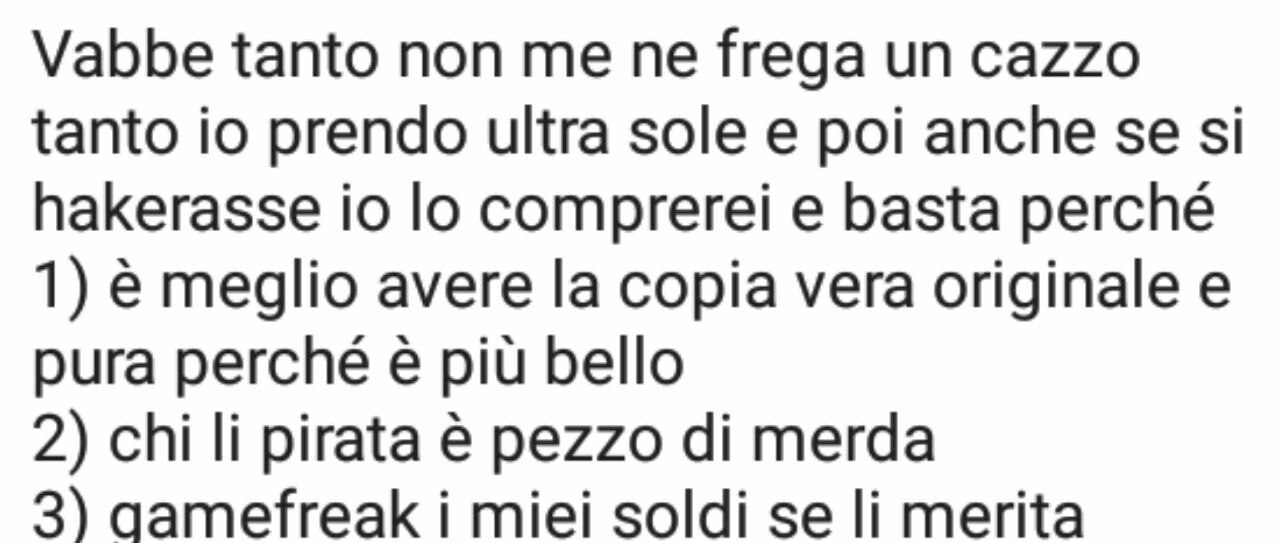 Vabbe tanto non me ne frega un cazzo
tanto io prendo ultra sole e poi anche se si
hakerasse io lo comprerei e basta perché
1) è meglio avere la copia vera originale e
pura perché è più bello
2) chi li pirata è pezzo di merda
3) gamefreak i miei soldi se li merita